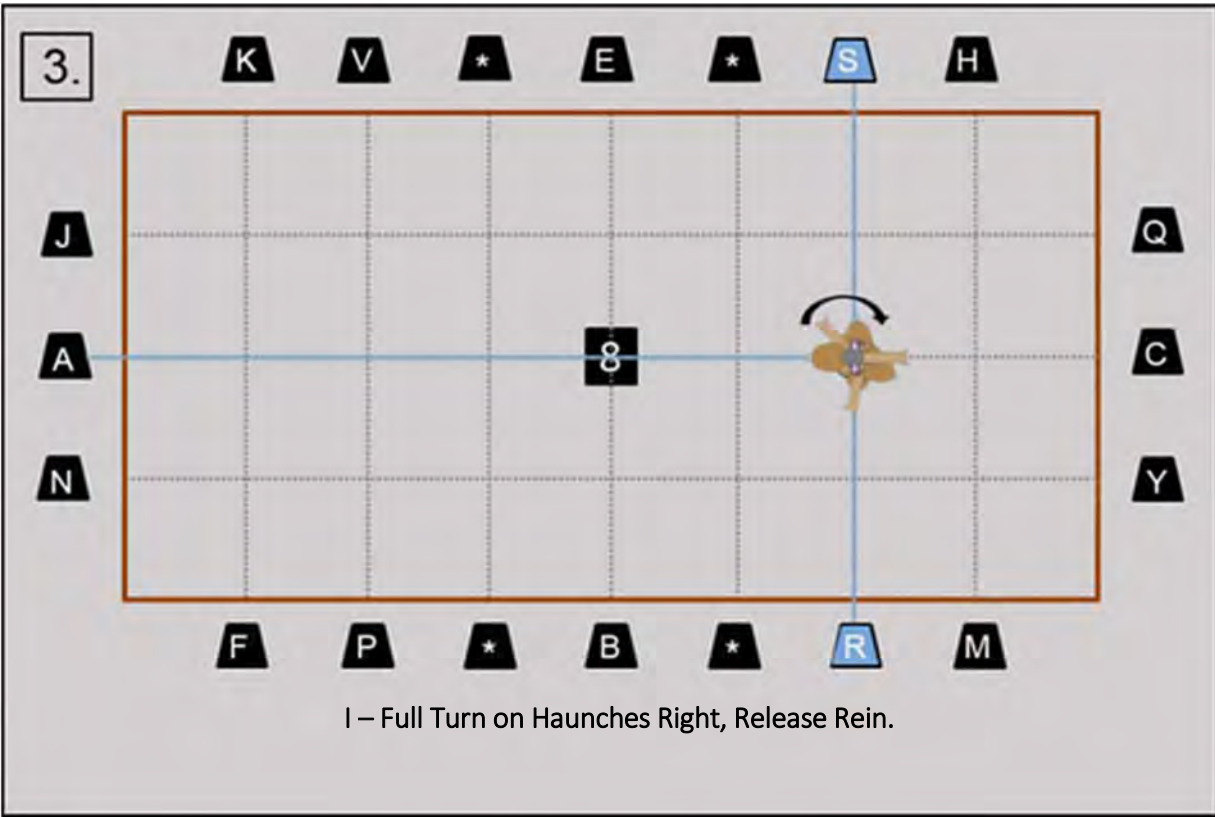 3.
K V * E * S H
J Q
A 8 C
N Y
F P * B * R M
I – Full Turn on Haunches Right, Release Rein.